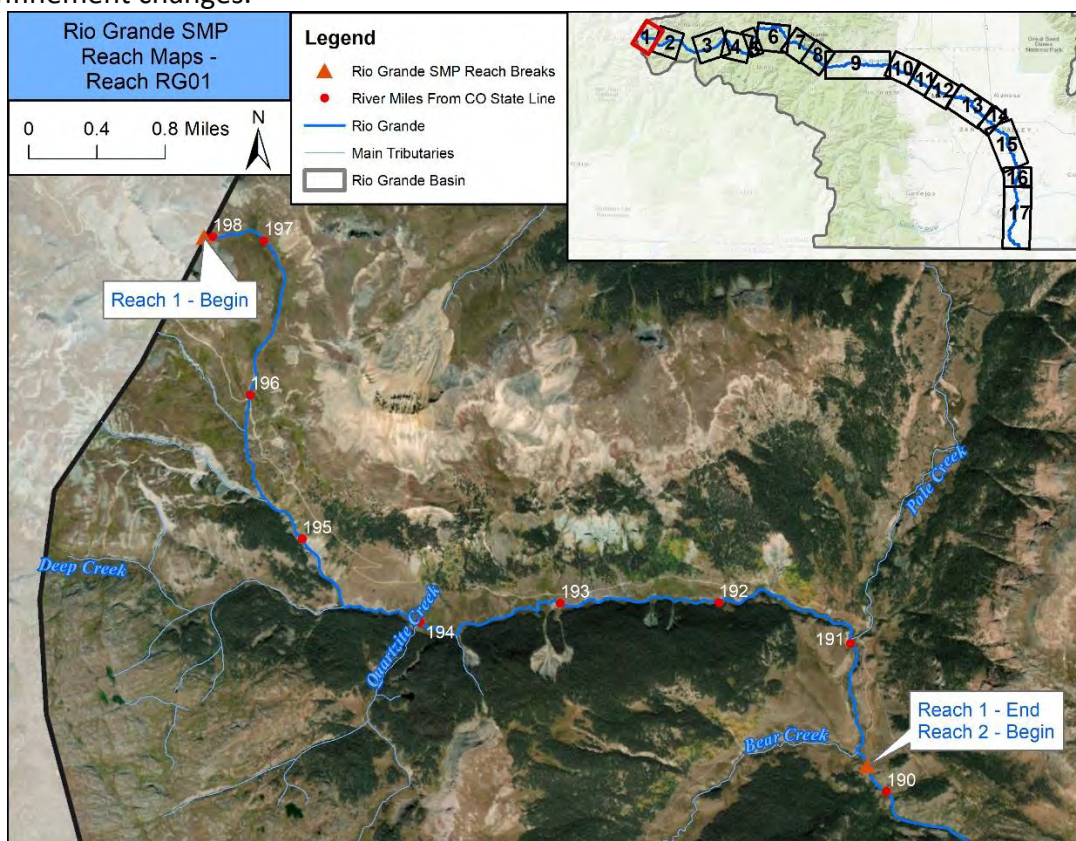 finement changes.
Rio Grande SMP
Reach Maps -
Reach RG01
0 0.4 0.8 Miles
N
Legend
Rio Grande SMP Reach Breaks
River Miles From CO State Line
Rio Grande
Main Tributaries
Rio Grande Basin
1
2
3
4
5
6
7
8
9
10
11
12
13
14
15
16
17
198
197
Reach 1 - Begin
196
195
Deep Creek
194
Quartzite Creek
193
192
191
Pole Creek
Bear Creek
Reach 1 - End
Reach 2 - Begin
190